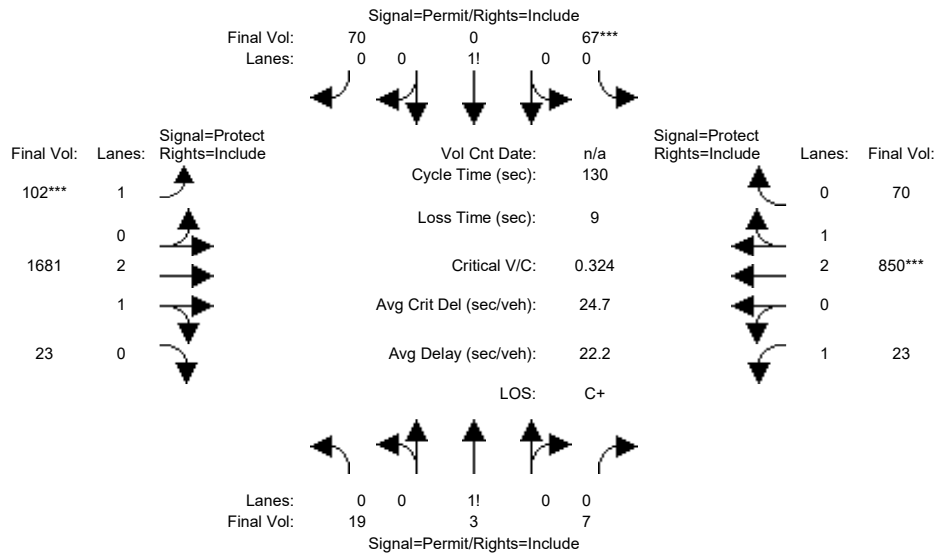 Signal=Permit/Rights=Include
Final Vol: 70 0 67***
Lanes: 0 0 1! 0 0
Signal=Protect Signal=Protect
Final Vol: Lanes: Rights=Include Vol Cnt Date: n/a Rights=Include Lanes: Final Vol:
Cycle Time (sec): 130
102*** 1 0 70
Loss Time (sec): 9
0 1
1681 2 Critical V/C: 0.324 2 850***
1 Avg Crit Del (sec/veh): 24.7 0
23 0 Avg Delay (sec/veh): 22.2 1 23
LOS: C+
Lanes: 0 0 1! 0 0
Final Vol: 19 3 7
Signal=Permit/Rights=Include